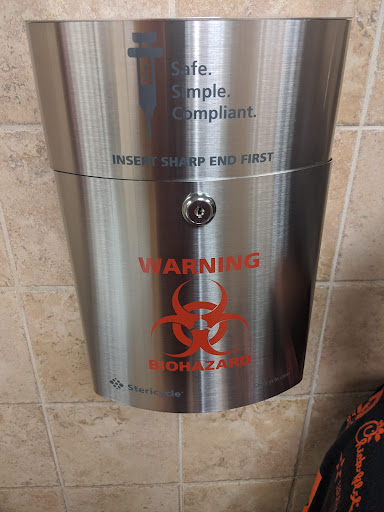 Safe.
Simple.
Compliant.
INSERT SHARP END FIRST
WARNING
BIOHAZARD
Stericycle